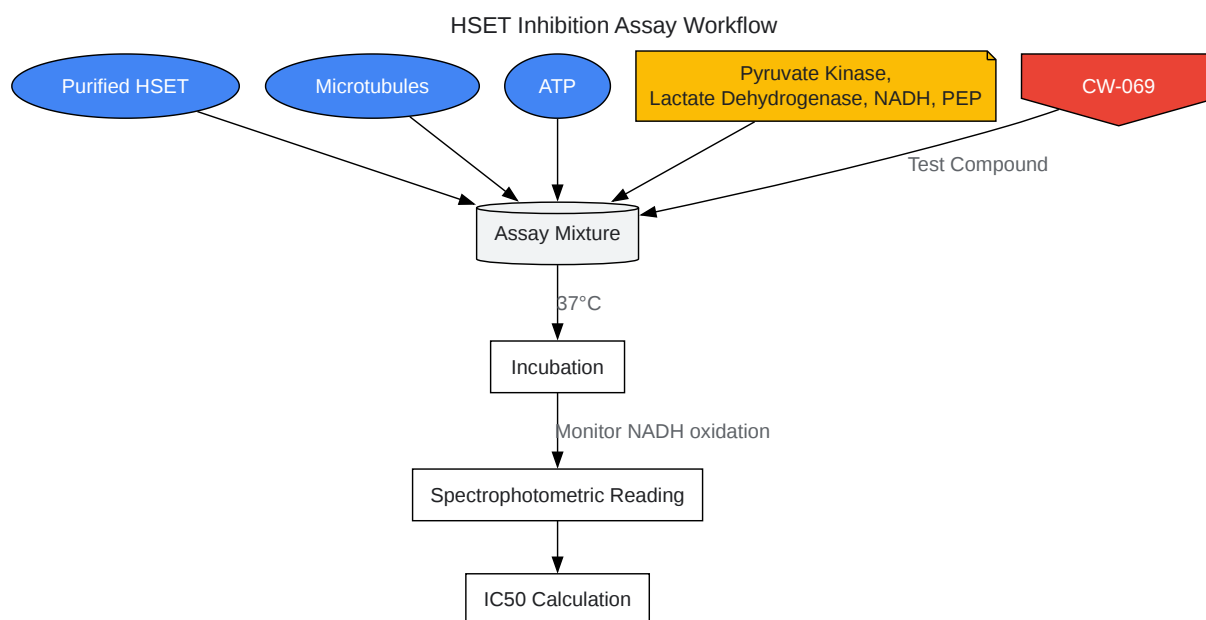 HSET Inhibition Assay Workflow
Purified HSET
Microtubules
ATP
Pyruvate Kinase,
Lactate Dehydrogenase, NADH, PEP
CW-069
Test Compound
Assay Mixture
37°C
Incubation
Monitor NADH oxidation
Spectrophotometric Reading
IC50 Calculation